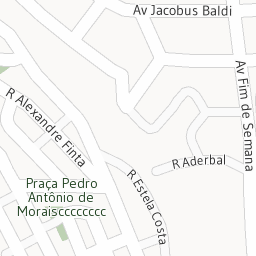 Av Jacobus Baldi
Av Fim de Semana
R Alexandre Finta
R Aderbal
R Estela Costa
Praça Pedro
Antônio de
Moraiscccccccc